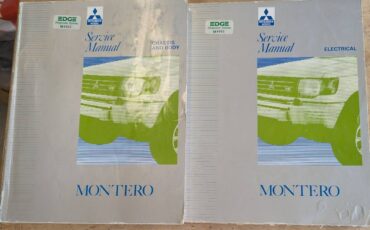 EDGE
Service
Manual
CHASSIS
AND BODY
MONTERO
EDGE
Service
Manual
ELECTRICAL
MONTERO